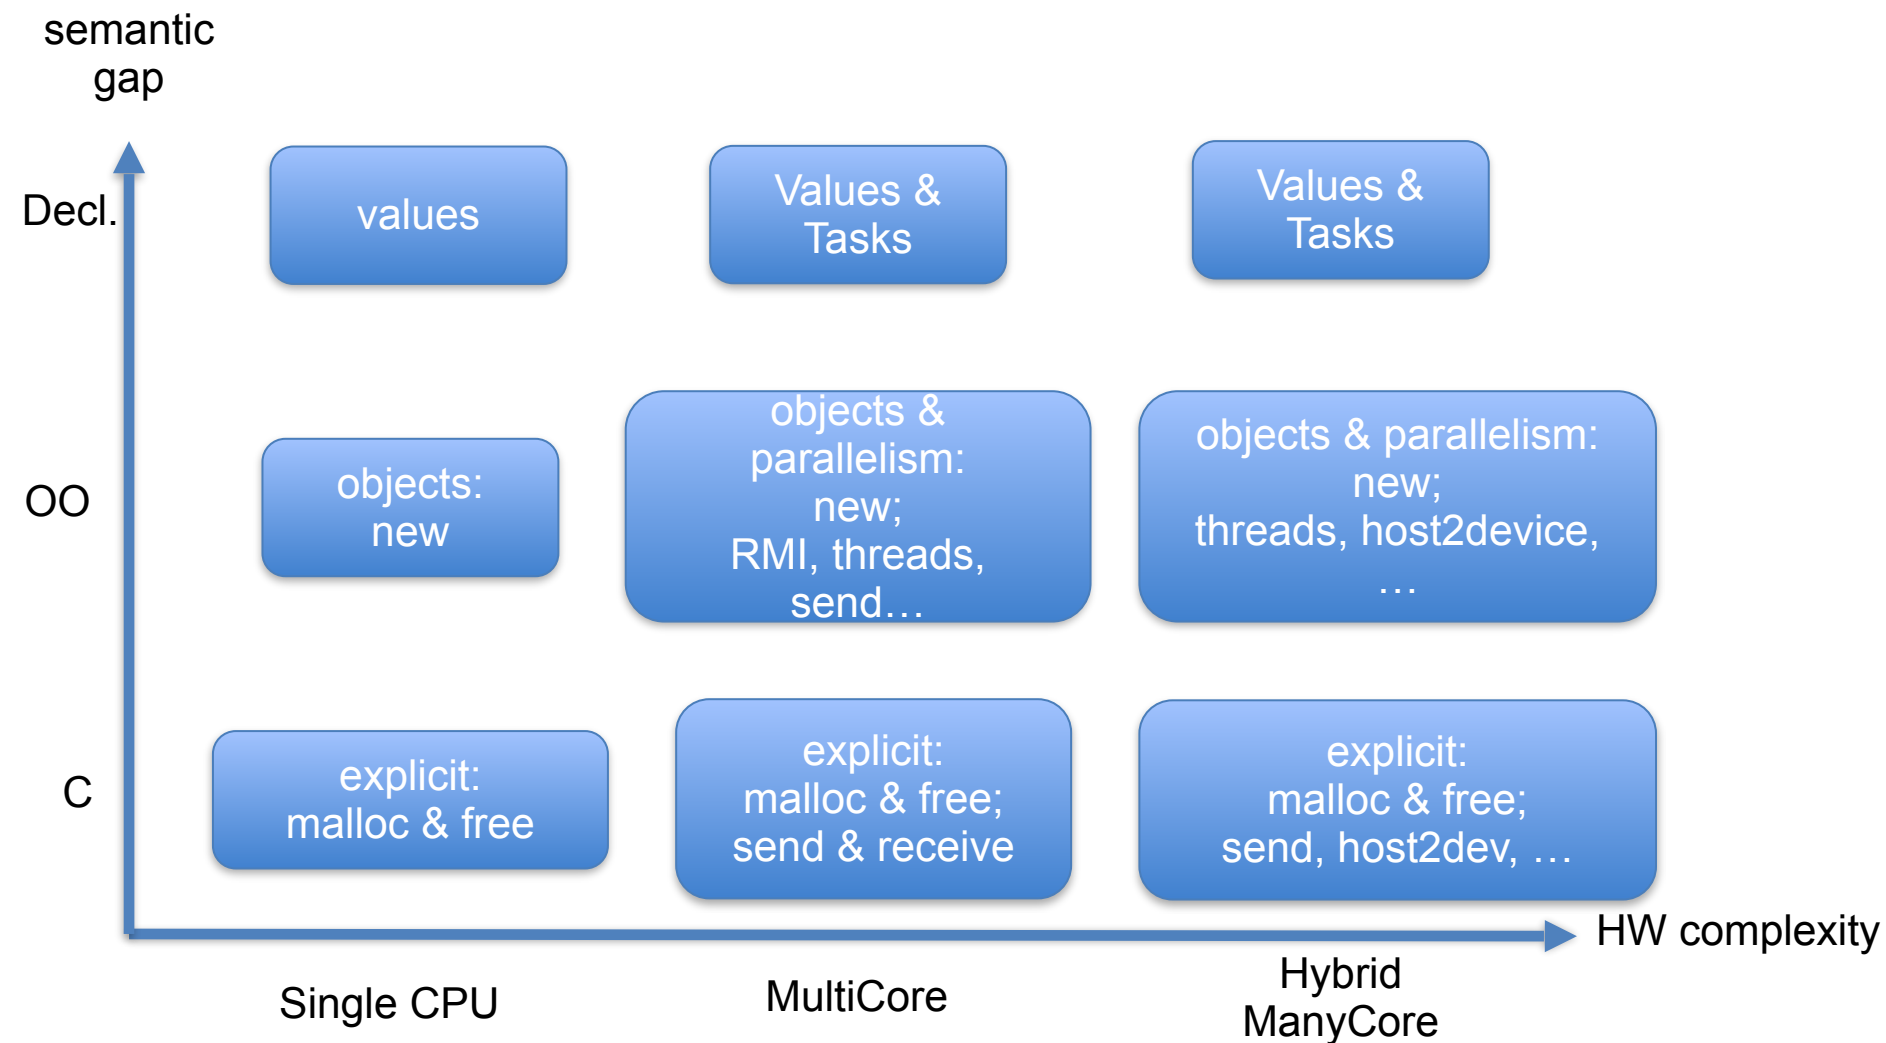 semantic
gap
Decl.
values
Values &
Tasks
Values &
Tasks
OO
objects:
new
objects &
parallelism:
new;
RMI, threads,
send…
objects & parallelism:
new;
threads, host2device,
…
C
explicit:
malloc & free
explicit:
malloc & free;
send & receive
explicit:
malloc & free;
send, host2dev, …
HW complexity
Single CPU
MultiCore
Hybrid
ManyCore